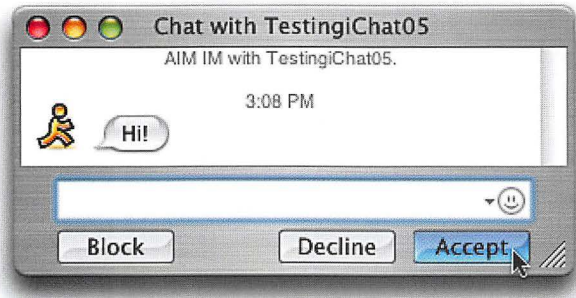 Chat with TestingiChat05
AIM IM with TestingiChat05.
3:08 PM
Hi!
Block Decline Accept